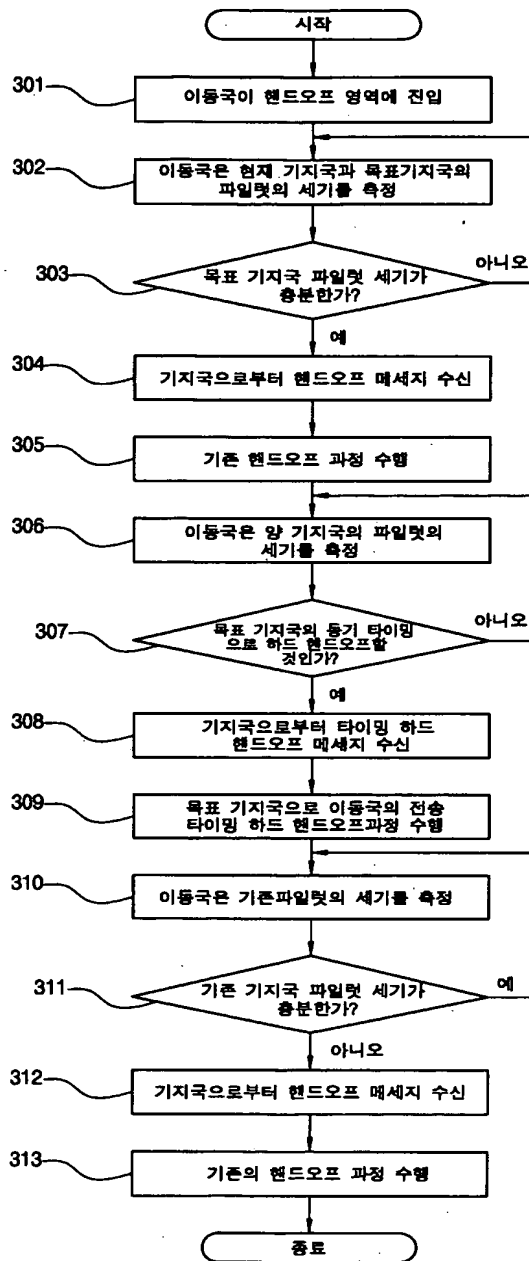 시작
301
이동국이 핸드오프 영역에 진입
302
이동국은 현재 기지국과 목표기지국의
파일럿의 세기를 측정
303
목표 기지국 파일럿 세기가
충분한가?
아니오
예
304
기지국으로부터 핸드오프 메세지 수신
305
기존 핸드오프 과정 수행
306
이동국은 양 기지국의 파일럿의
세기를 측정
307
목표 기지국의 동기 타이밍
으로 하드 핸드오프할
것인가?
아니오
예
308
기지국으로부터 타이밍 하드
핸드오프 메세지 수신
309
목표 기지국으로 이동국의 전송
타이밍 하드 핸드오프과정 수행
310
이동국은 기존파일럿의 세기를 측정
311
기존 기지국 파일럿 세기가
충분한가?
예
아니오
312
기지국으로부터 핸드오프 메세지 수신
313
기존의 핸드오프 과정 수행
종료